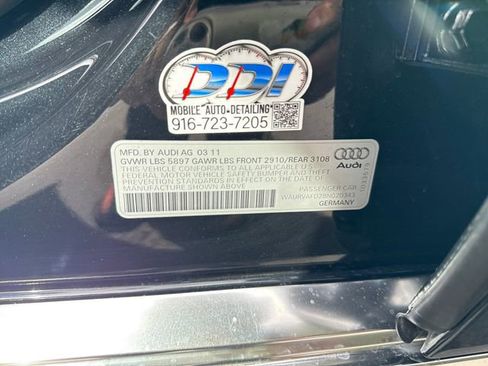 DDI
MOBILE AUTO DETAILING
916-723-7205
MFD. BY AUDI AG 03 11
GVWR LBS 5897 GAWR LBS FRONT 2910/REAR 3108
THIS VEHICLE CONFORMS TO ALL APPLICABLE U.S.
FEDERAL MOTOR VEHICLE SAFETY BUMPER AND THEFT
PREVENTION STANDARDS IN EFFECT ON THE DATE OF
MANUFACTURE SHOWN ABOVE
Audi
PASSENGER CAR
WAURVAFD7BN020343
GERMANY